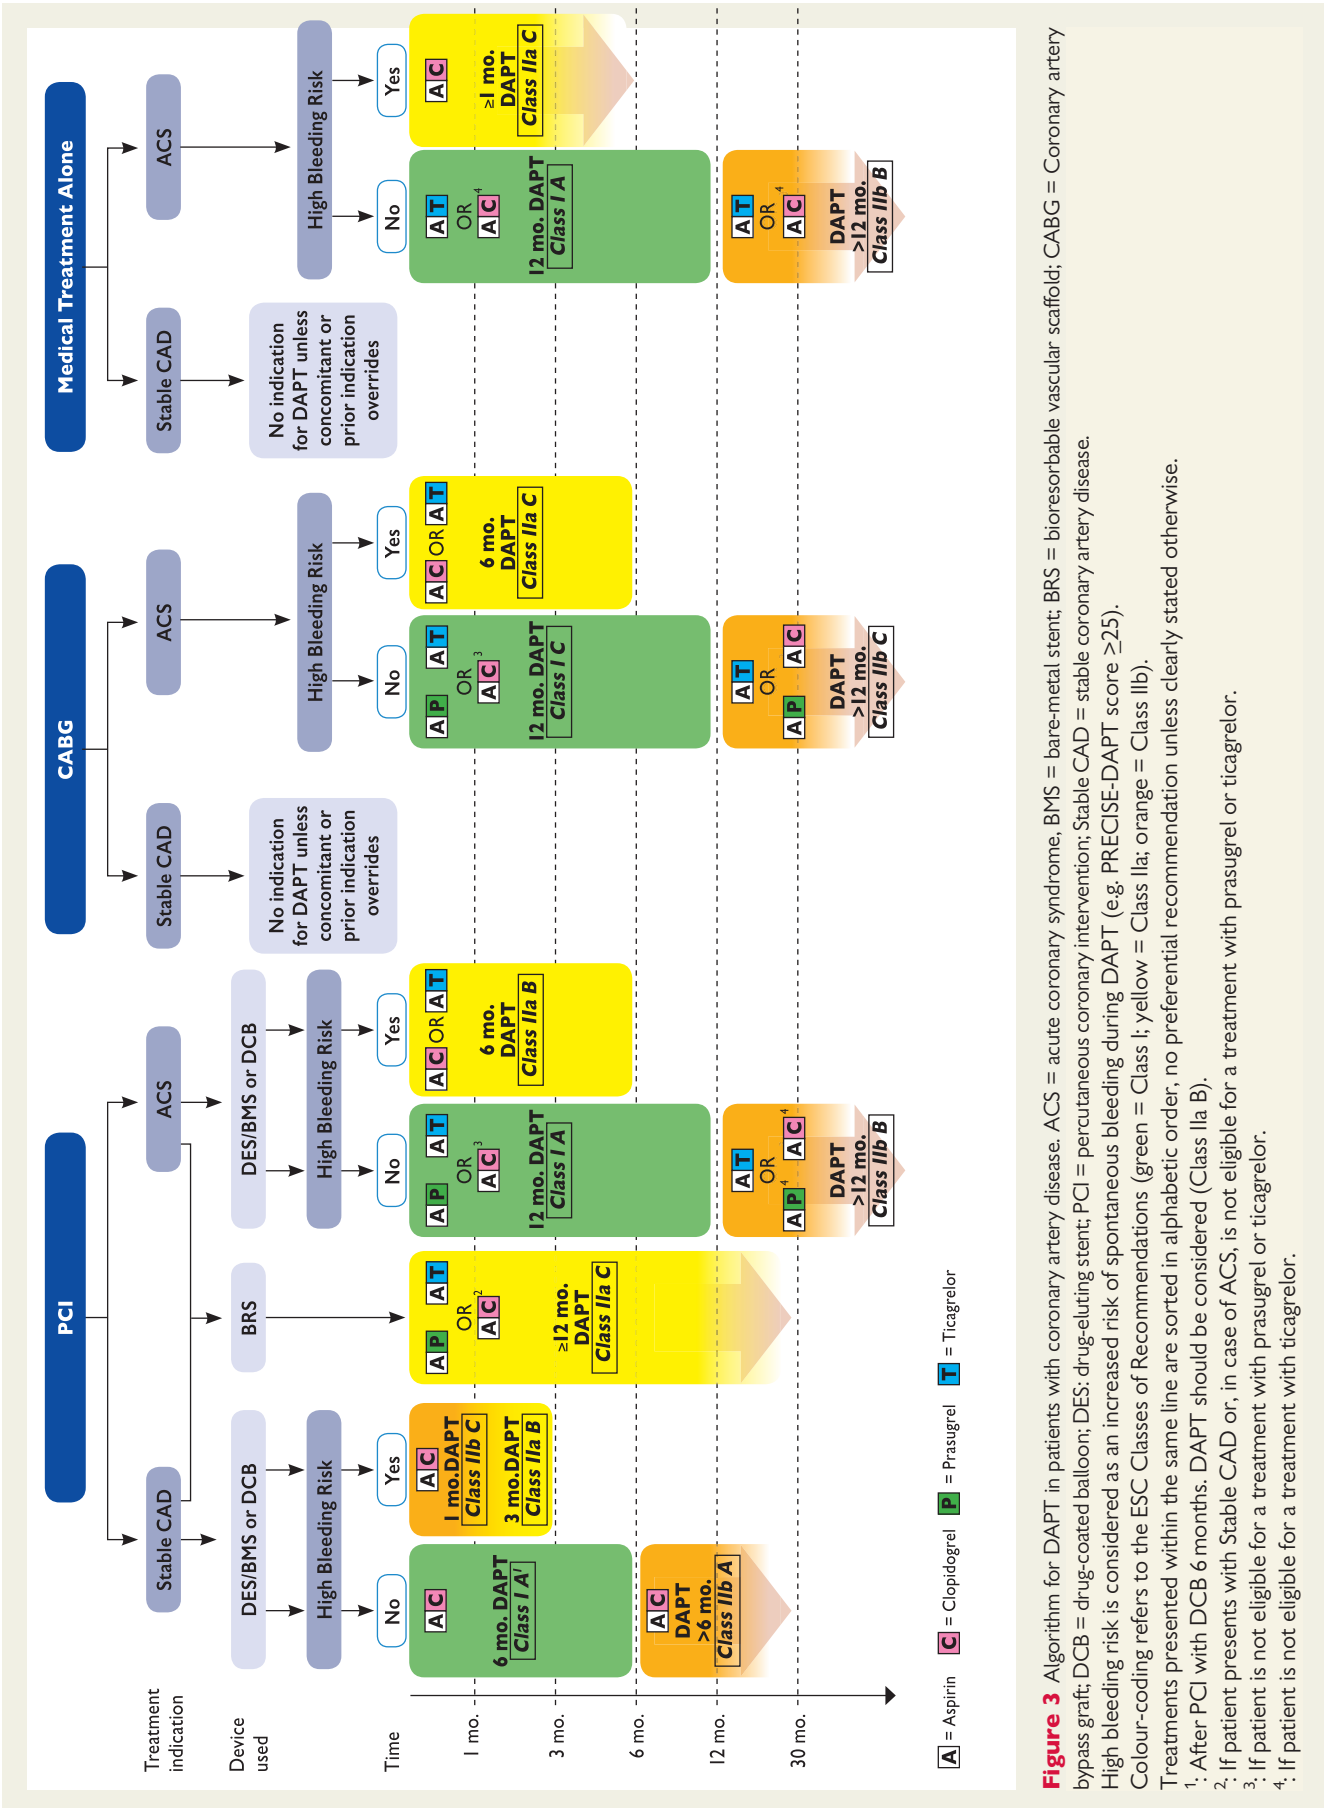 PCI
CABG
Medical Treatment Alone
Treatment
indication
Stable CAD
ACS
Stable CAD
ACS
Stable CAD
ACS
Device
used
DES/BMS or DCB
BRS
DES/BMS or DCB
No indication
for DAPT unless
concomitant or
prior indication
overrides
No indication
for DAPT unless
concomitant or
prior indication
overrides
High Bleeding Risk
High Bleeding Risk
High Bleeding Risk
High Bleeding Risk
Time
No
Yes
No
Yes
No
Yes
No
Yes
1 mo.
3 mo.
6 mo.
12 mo.
30 mo.
A C
6 mo. DAPT
Class I A¹
A C
DAPT
>6 mo.
Class IIb A
A C
1 mo.DAPT
Class IIb C
3 mo.DAPT
Class IIa B
A P A T
OR
A C ²
≥12 mo.
DAPT
Class IIa C
A P A T
OR
A C ³
12 mo. DAPT
Class I A
A T
OR
A P ⁴ A C ⁴
DAPT
>12 mo.
Class IIb B
A C OR A T
6 mo.
DAPT
Class IIa B
A P A T
OR
A C ³
12 mo. DAPT
Class I C
A T
OR
A P A C
DAPT
>12 mo.
Class IIb C
A C OR A T
6 mo.
DAPT
Class IIa C
A T
OR
A C ⁴
12 mo. DAPT
Class I A
A T
OR
A C ⁴
DAPT
>12 mo.
Class IIb B
A C
≥1 mo.
DAPT
Class IIa C
A = Aspirin C = Clopidogrel P = Prasugrel T = Ticagrelor
Figure 3 Algorithm for DAPT in patients with coronary artery disease. ACS = acute coronary syndrome, BMS = bare-metal stent; BRS = bioresorbable vascular scaffold; CABG = Coronary artery
bypass graft; DCB = drug-coated balloon; DES: drug-eluting stent; PCI = percutaneous coronary intervention; Stable CAD = stable coronary artery disease.
High bleeding risk is considered as an increased risk of spontaneous bleeding during DAPT (e.g. PRECISE-DAPT score ≥25).
Colour-coding refers to the ESC Classes of Recommendations (green = Class I; yellow = Class IIa; orange = Class IIb).
Treatments presented within the same line are sorted in alphabetic order, no preferential recommendation unless clearly stated otherwise.
¹: After PCI with DCB 6 months. DAPT should be considered (Class IIa B).
²: If patient presents with Stable CAD or, in case of ACS, is not eligible for a treatment with prasugrel or ticagrelor.
³: If patient is not eligible for a treatment with prasugrel or ticagrelor.
⁴: If patient is not eligible for a treatment with ticagrelor.